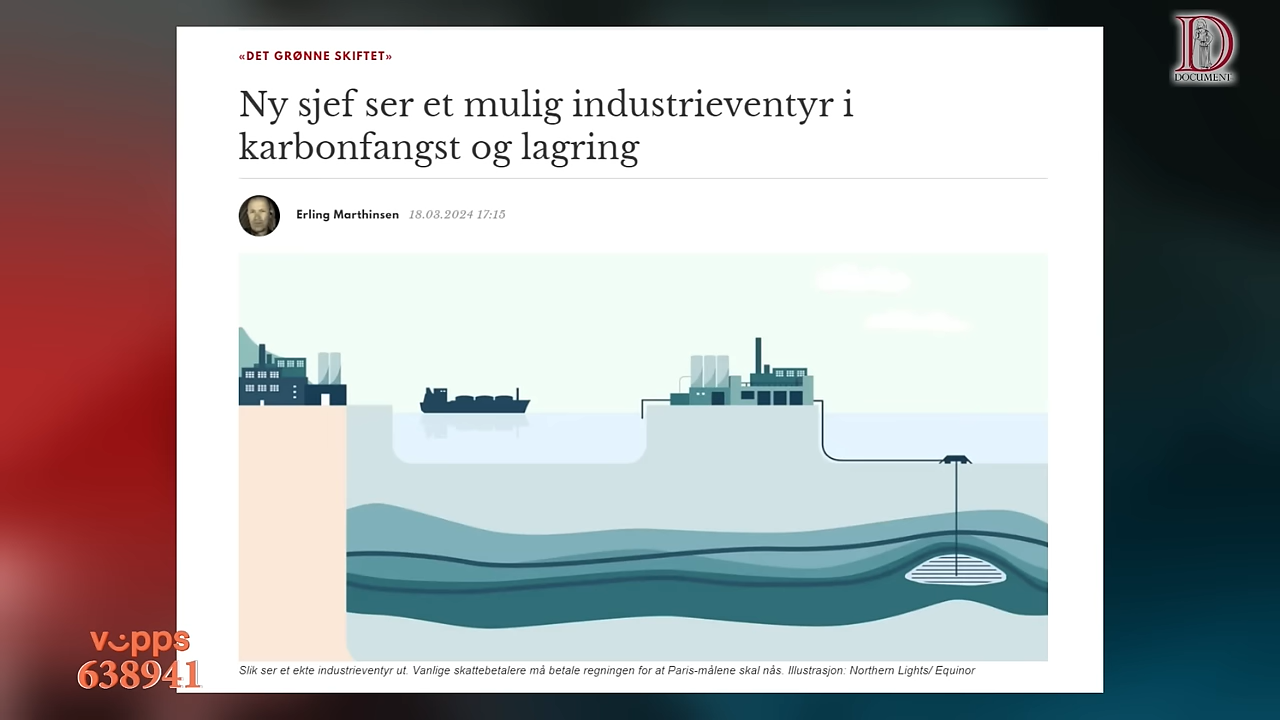 «DET GRØNNE SKIFTET»
Ny sjef ser et mulig industrieventyr i
karbonfangst og lagring
Erling Marthinsen 18.03.2024 17:15
Slik ser et ekte industrieventyr ut. Vanlige skattebetalere må betale regningen for at Paris-målene skal nås. Illustrasjon: Northern Lights/ Equinor
D
DOCUMENT
vipps
638941